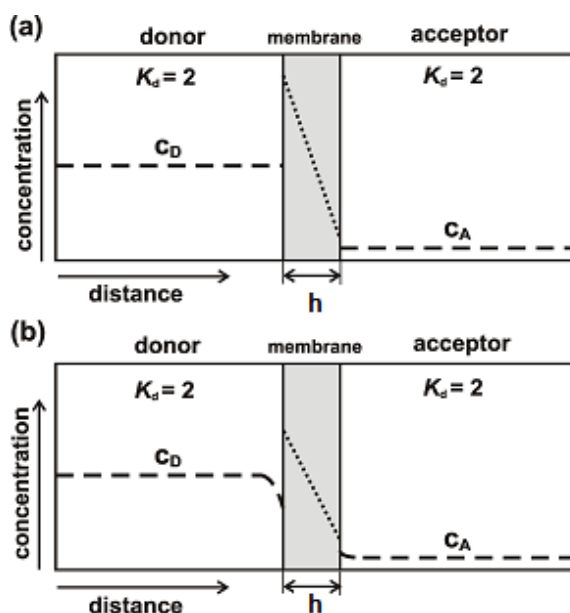 (a)
donor membrane acceptor
K_d = 2 K_d = 2
c_D
c_A
concentration
distance
h
(b)
donor membrane acceptor
K_d = 2 K_d = 2
c_D
c_A
concentration
distance
h